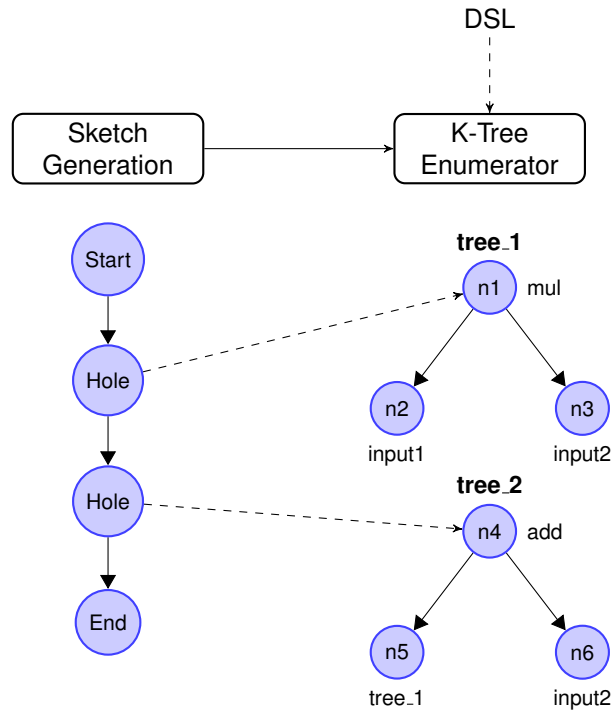 DSL
Sketch
Generation
K-Tree
Enumerator
Start
Hole
Hole
End
tree_1
n1 mul
n2 n3
input1 input2
tree_2
n4 add
n5 n6
tree_1 input2